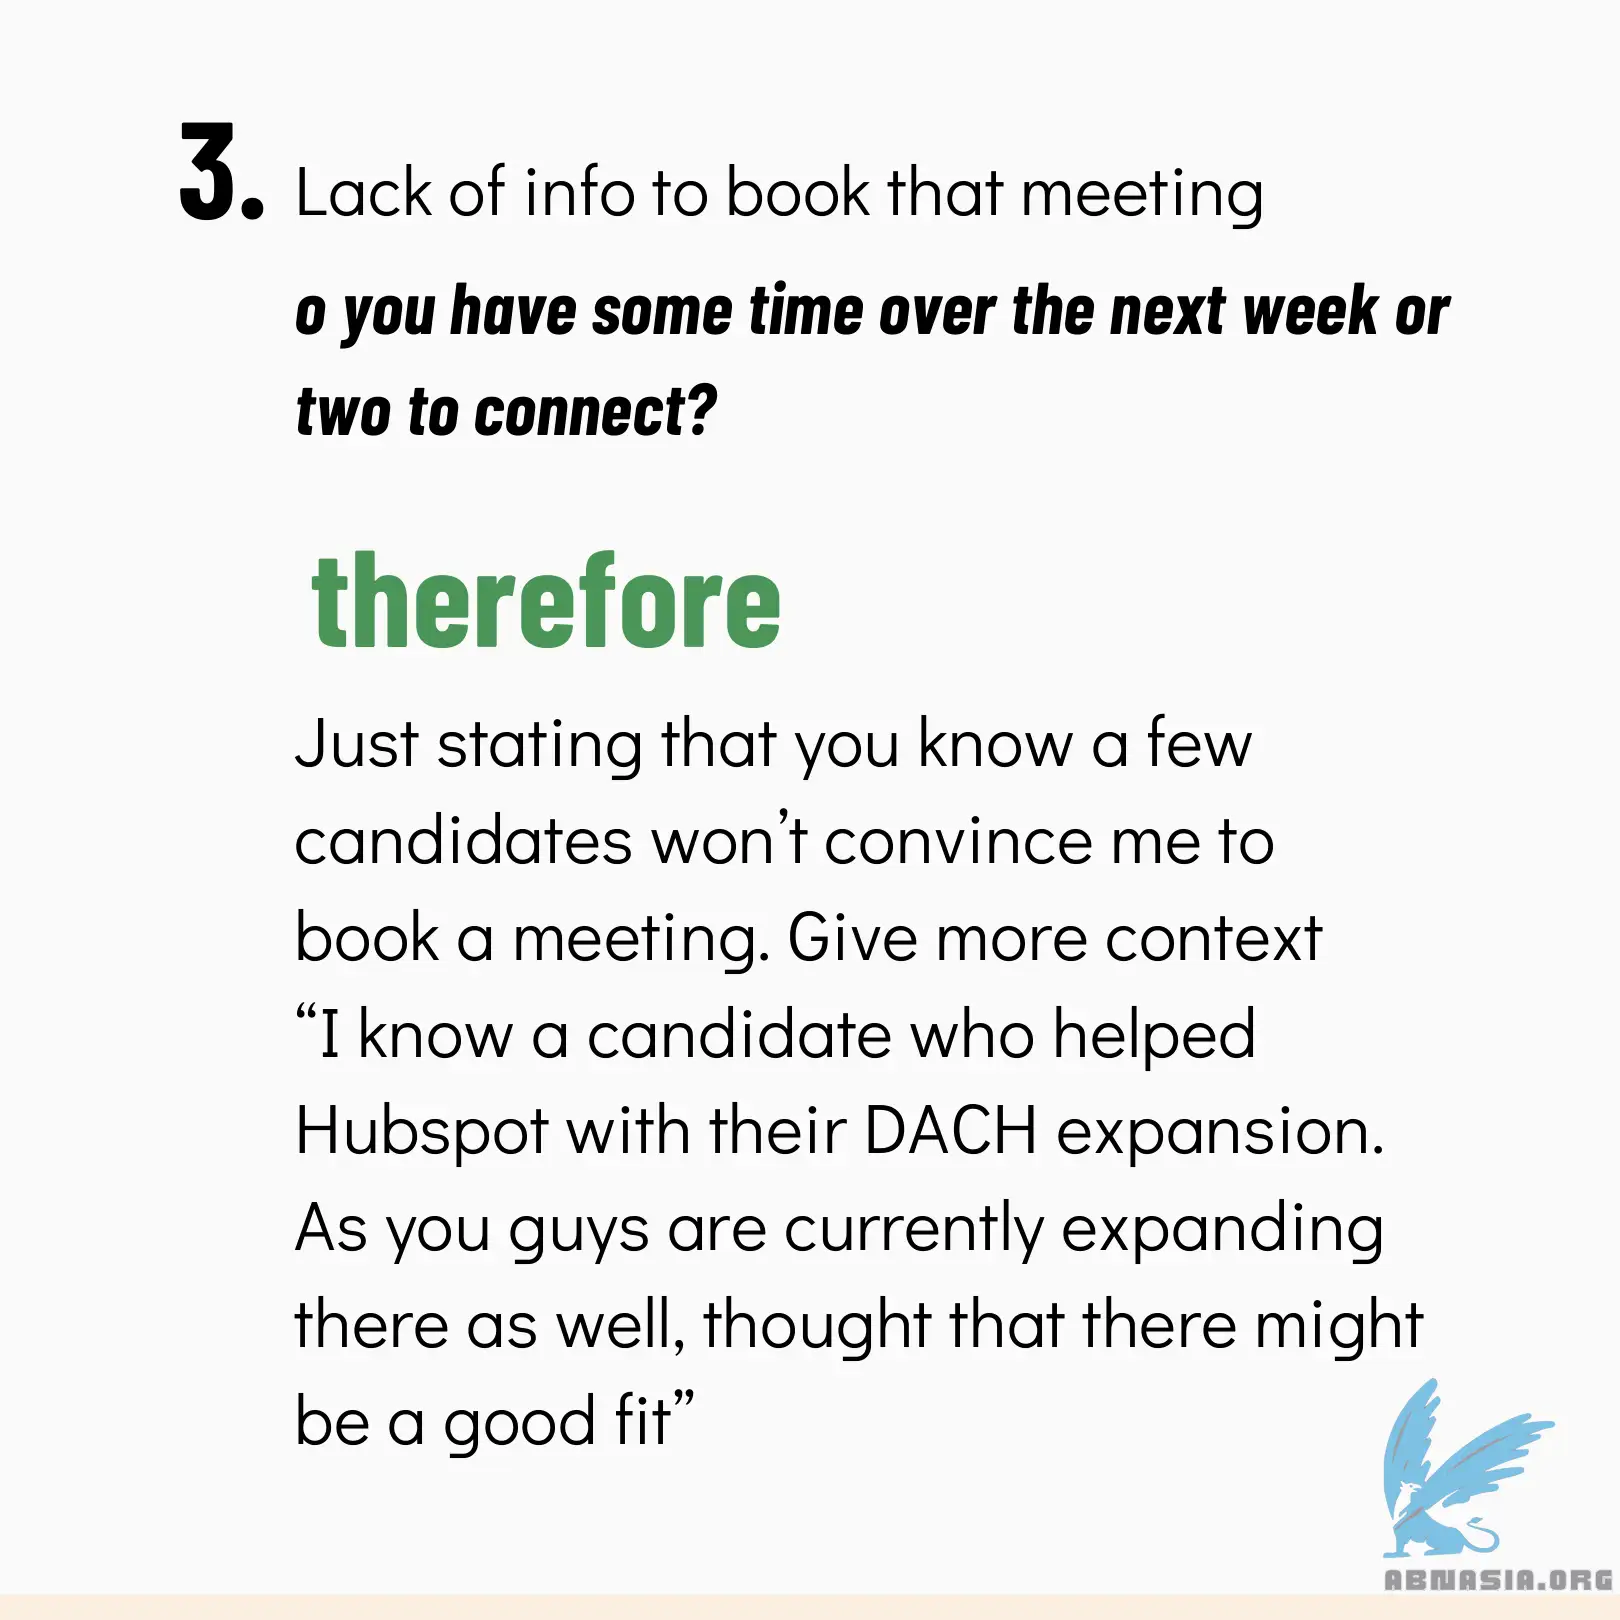 3. Lack of info to book that meeting
o you have some time over the next week or
two to connect?
therefore
Just stating that you know a few
candidates won’t convince me to
book a meeting. Give more context
“I know a candidate who helped
Hubspot with their DACH expansion.
As you guys are currently expanding
there as well, thought that there might
be a good fit”
ABNASIA.ORG